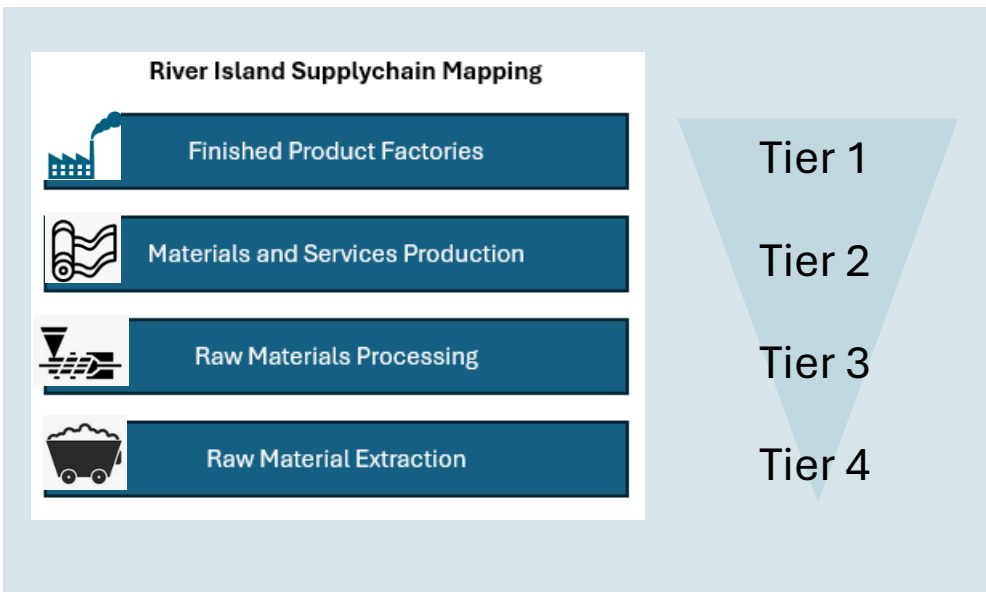 River Island Supplychain Mapping
Finished Product Factories
Tier 1
Materials and Services Production
Tier 2
Raw Materials Processing
Tier 3
Raw Material Extraction
Tier 4